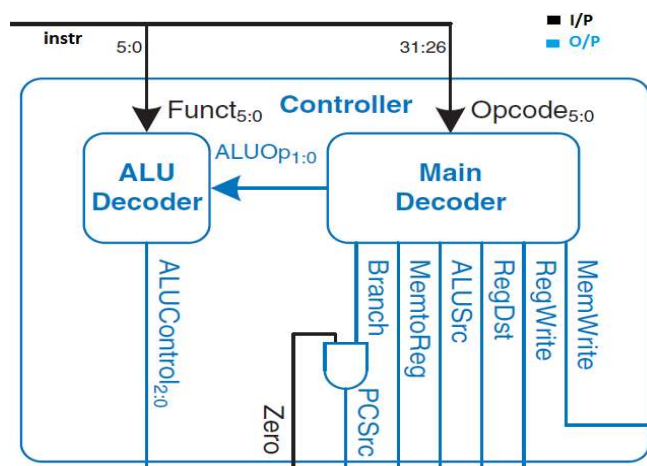 I/P
O/P
instr
5:0
31:26
Funct5:0
Controller
Opcode5:0
ALUOp1:0
ALU
Decoder
Main
Decoder
ALUControl2:0
Zero
Branch
PCSrc
MemtoReg
ALUSrc
RegDst
RegWrite
MemWrite